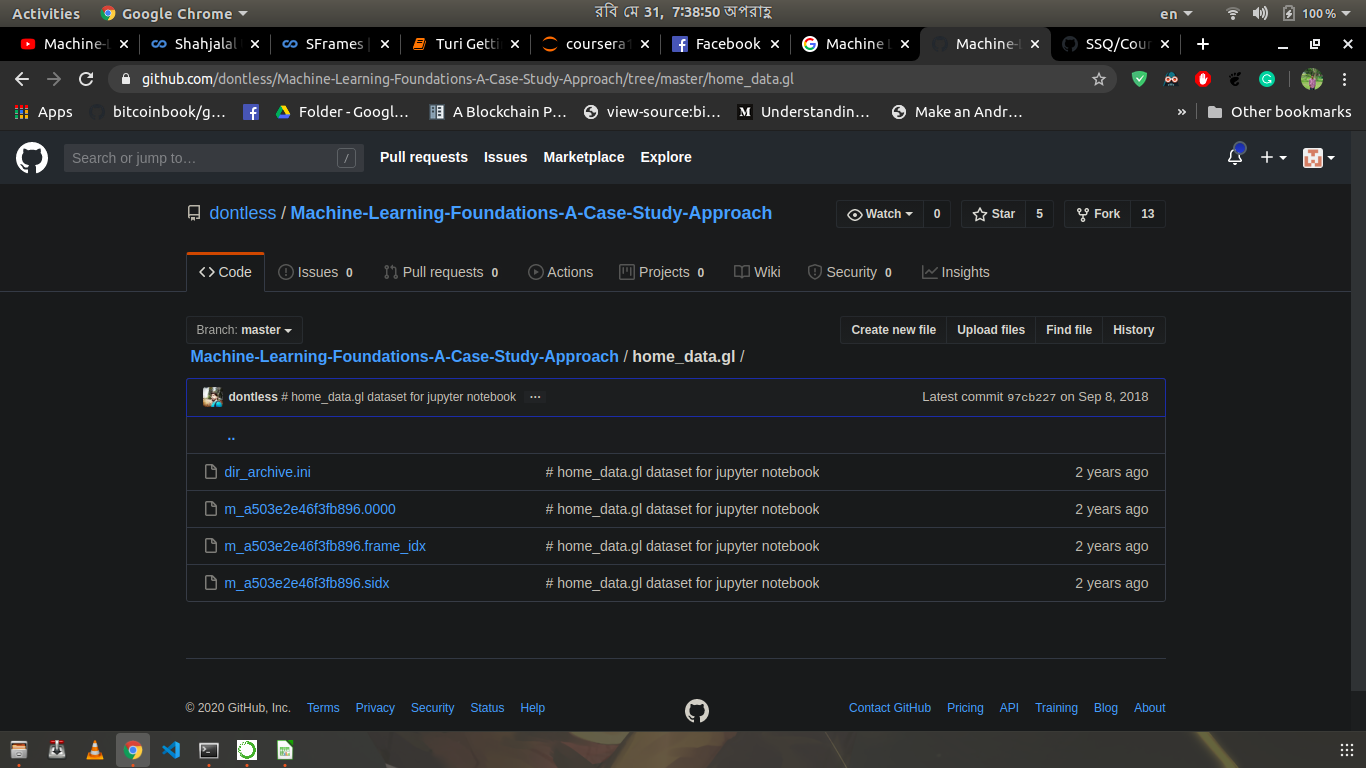 Activities Google Chrome রবি মে 31, 7:38:50 অপরাহ্ণ en 100 %
Machine-L Shahjalal SFrames | Turi Getti coursera1 Facebook Machine L Machine-L SSQ/Cour
github.com/dontless/Machine-Learning-Foundations-A-Case-Study-Approach/tree/master/home_data.gl
Apps bitcoinbook/g... Folder - Googl... A Blockchain P... view-source:bi... Understandin... Make an Andr... » Other bookmarks
Search or jump to... / Pull requests Issues Marketplace Explore
dontless / Machine-Learning-Foundations-A-Case-Study-Approach Watch 0 Star 5 Fork 13
Code Issues 0 Pull requests 0 Actions Projects 0 Wiki Security 0 Insights
Branch: master Create new file Upload files Find file History
Machine-Learning-Foundations-A-Case-Study-Approach / home_data.gl /
dontless # home_data.gl dataset for jupyter notebook ... Latest commit 97cb227 on Sep 8, 2018
..
dir_archive.ini # home_data.gl dataset for jupyter notebook 2 years ago
m_a503e2e46f3fb896.0000 # home_data.gl dataset for jupyter notebook 2 years ago
m_a503e2e46f3fb896.frame_idx # home_data.gl dataset for jupyter notebook 2 years ago
m_a503e2e46f3fb896.sidx # home_data.gl dataset for jupyter notebook 2 years ago
© 2020 GitHub, Inc. Terms Privacy Security Status Help Contact GitHub Pricing API Training Blog About